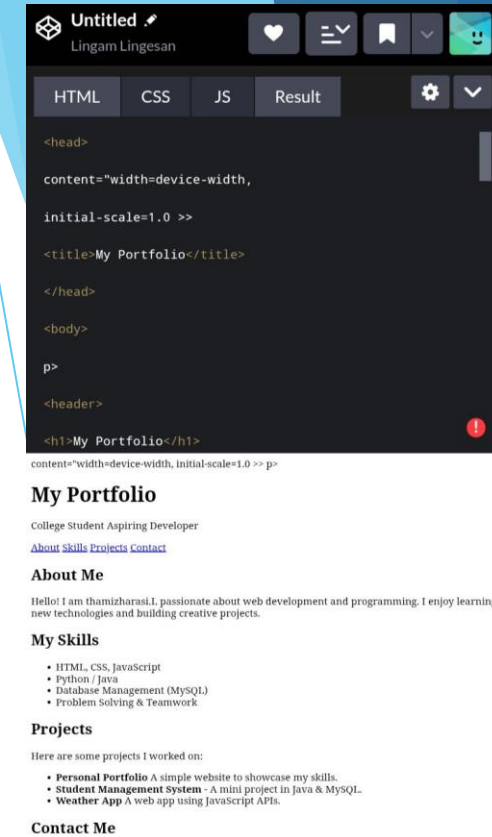 Untitled
Lingam Lingesan
HTML CSS JS Result
<head>
content="width=device-width,
initial-scale=1.0 >>
<title>My Portfolio</title>
</head>
<body>
p>
<header>
<h1>My Portfolio</h1>
content="width=device-width, initial-scale=1.0 >> p>
My Portfolio
College Student Aspiring Developer
About Skills Projects Contact
About Me
Hello! I am thamizharasi.I, passionate about web development and programming. I enjoy learning
new technologies and building creative projects.
My Skills
• HTML, CSS, JavaScript
• Python / Java
• Database Management (MySQL)
• Problem Solving & Teamwork
Projects
Here are some projects I worked on:
• Personal Portfolio A simple website to showcase my skills.
• Student Management System - A mini project in Java & MySQL.
• Weather App A web app using JavaScript APIs.
Contact Me